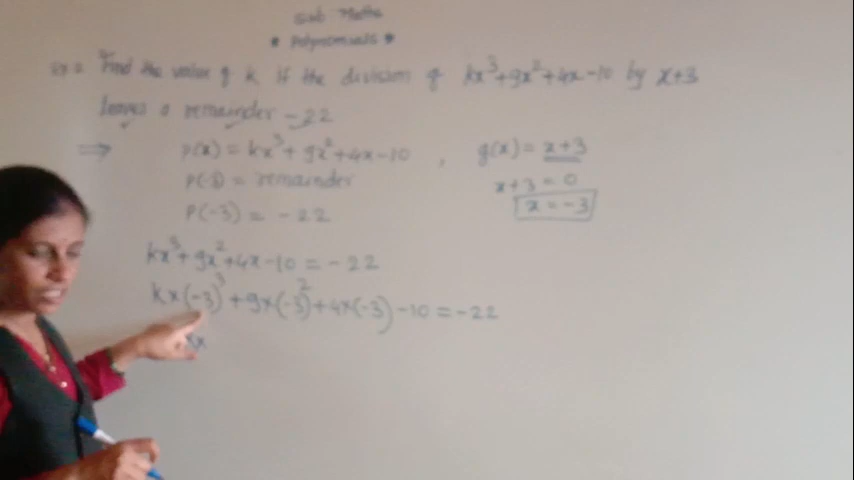 Sub Maths
• Polynomials •
Find the value of k if the division of kx³+9x²+4x-10 by x+3
leaves a remainder -22
⇒ P(x) = kx³+9x²+4x-10 , g(x) = x+3
P(-3) = remainder x+3 = 0
P(-3) = -22 x = -3
kx³+9x²+4x-10 = -22
k×(-3)³+9×(-3)²+4×(-3)-10 = -22